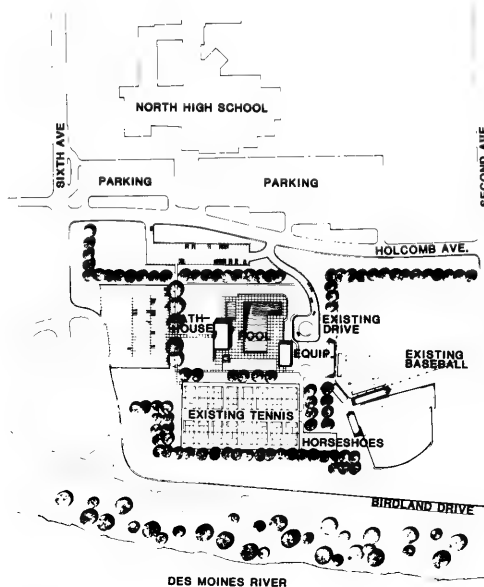 NORTH HIGH SCHOOL
SIXTH AVE
SECOND AVE
PARKING
PARKING
HOLCOMB AVE.
ATH-
HOUSE
POOL
EXISTING
DRIVE
EQUIP.
EXISTING
BASEBALL
EXISTING TENNIS
HORSESHOES
BIRDLAND DRIVE
DES MOINES RIVER